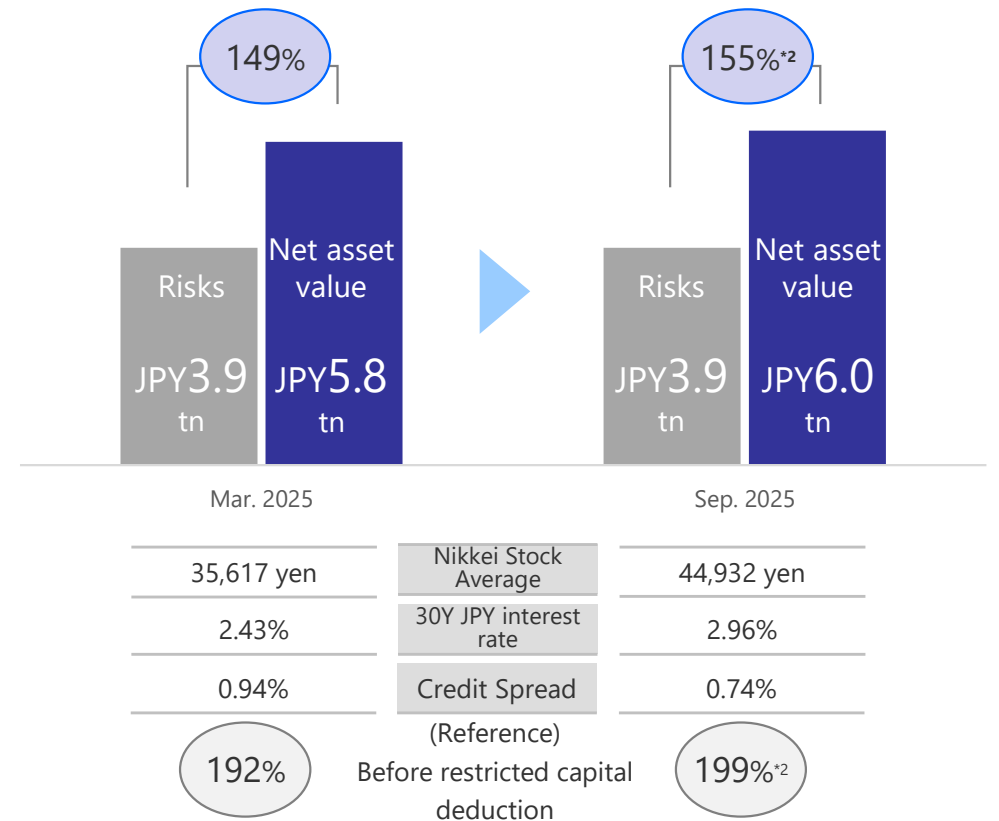 149%
155%*2
Risks
JPY3.9
tn
Net asset
value
JPY5.8
tn
Risks
JPY3.9
tn
Net asset
value
JPY6.0
tn
Mar. 2025
Sep. 2025
35,617 yen
Nikkei Stock
Average
44,932 yen
2.43%
30Y JPY interest
rate
2.96%
0.94%
Credit Spread
0.74%
192%
(Reference)
Before restricted capital
deduction
199%*2